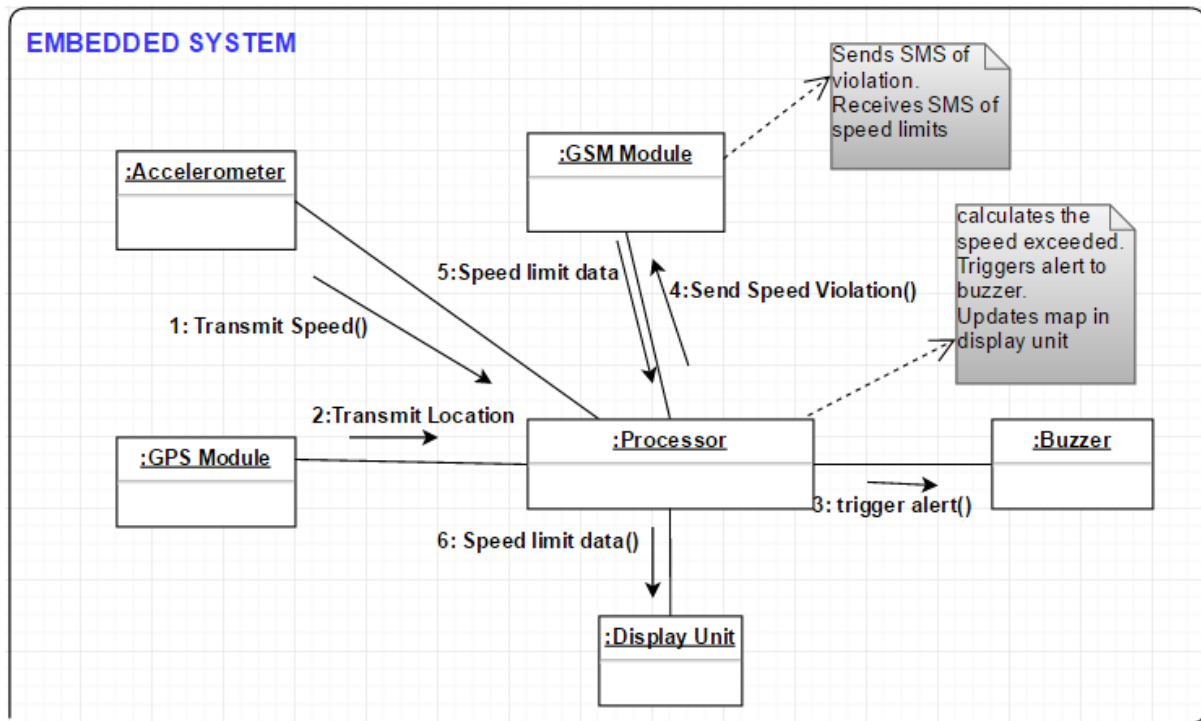 EMBEDDED SYSTEM
Sends SMS of
violation.
Receives SMS of
speed limits
:GSM Module
:Accelerometer
calculates the
speed exceeded.
Triggers alert to
buzzer.
Updates map in
display unit
5:Speed limit data
4:Send Speed Violation()
1: Transmit Speed()
2:Transmit Location
:GPS Module
:Processor
:Buzzer
3: trigger alert()
6: Speed limit data()
:Display Unit